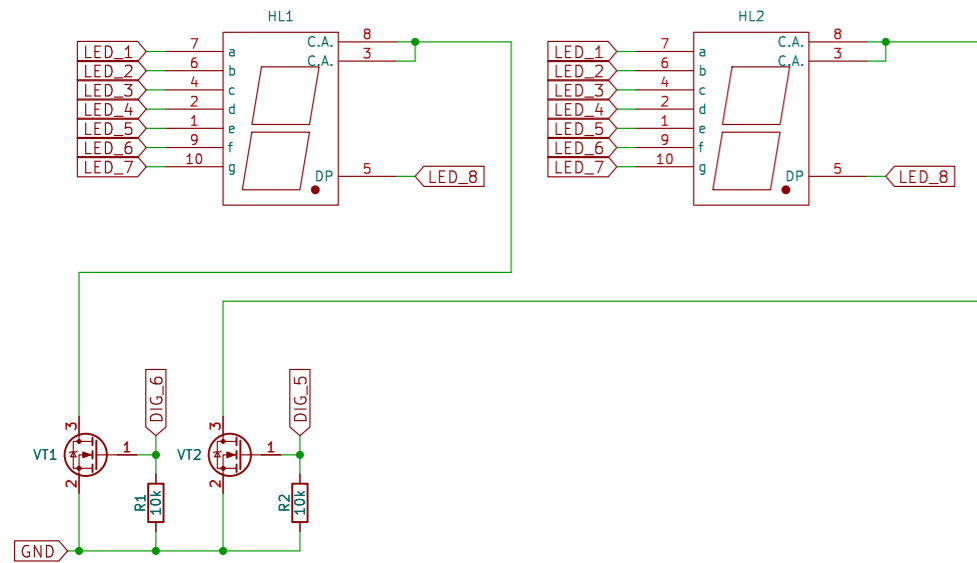 HL1
HL2
LED_1 7 a C.A. 8
LED_2 6 b C.A. 3
LED_3 4 c
LED_4 2 d
LED_5 1 e
LED_6 9 f
LED_7 10 g
DP 5 LED_8
LED_1 7 a C.A. 8
LED_2 6 b C.A. 3
LED_3 4 c
LED_4 2 d
LED_5 1 e
LED_6 9 f
LED_7 10 g
DP 5 LED_8
DIG_6
DIG_5
VT1 3 1 2
VT2 3 1 2
R1 10k
R2 10k
GND